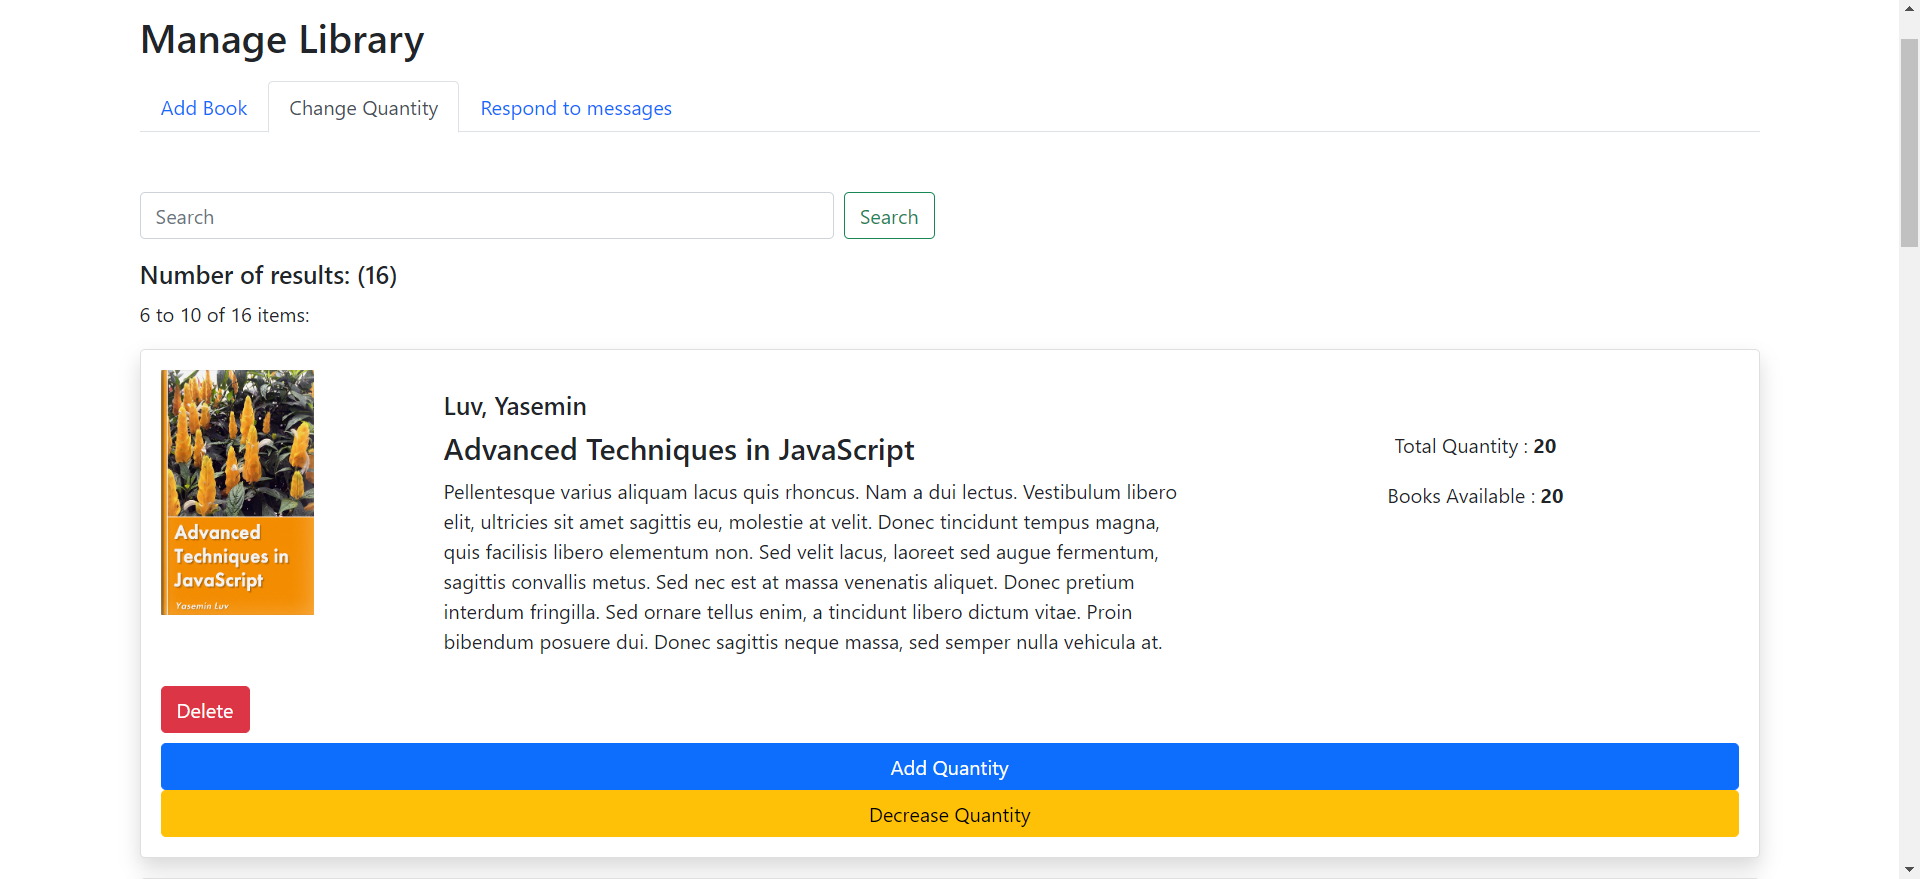 Manage Library
Add Book
Change Quantity
Respond to messages
Search
Search
Number of results: (16)
6 to 10 of 16 items:
Advanced
Techniques in
JavaScript
Yasemin Luv
Luv, Yasemin
Advanced Techniques in JavaScript
Pellentesque varius aliquam lacus quis rhoncus. Nam a dui lectus. Vestibulum libero
elit, ultricies sit amet sagittis eu, molestie at velit. Donec tincidunt tempus magna,
quis facilisis libero elementum non. Sed velit lacus, laoreet sed augue fermentum,
sagittis convallis metus. Sed nec est at massa venenatis aliquet. Donec pretium
interdum fringilla. Sed ornare tellus enim, a tincidunt libero dictum vitae. Proin
bibendum posuere dui. Donec sagittis neque massa, sed semper nulla vehicula at.
Total Quantity : 20
Books Available : 20
Delete
Add Quantity
Decrease Quantity